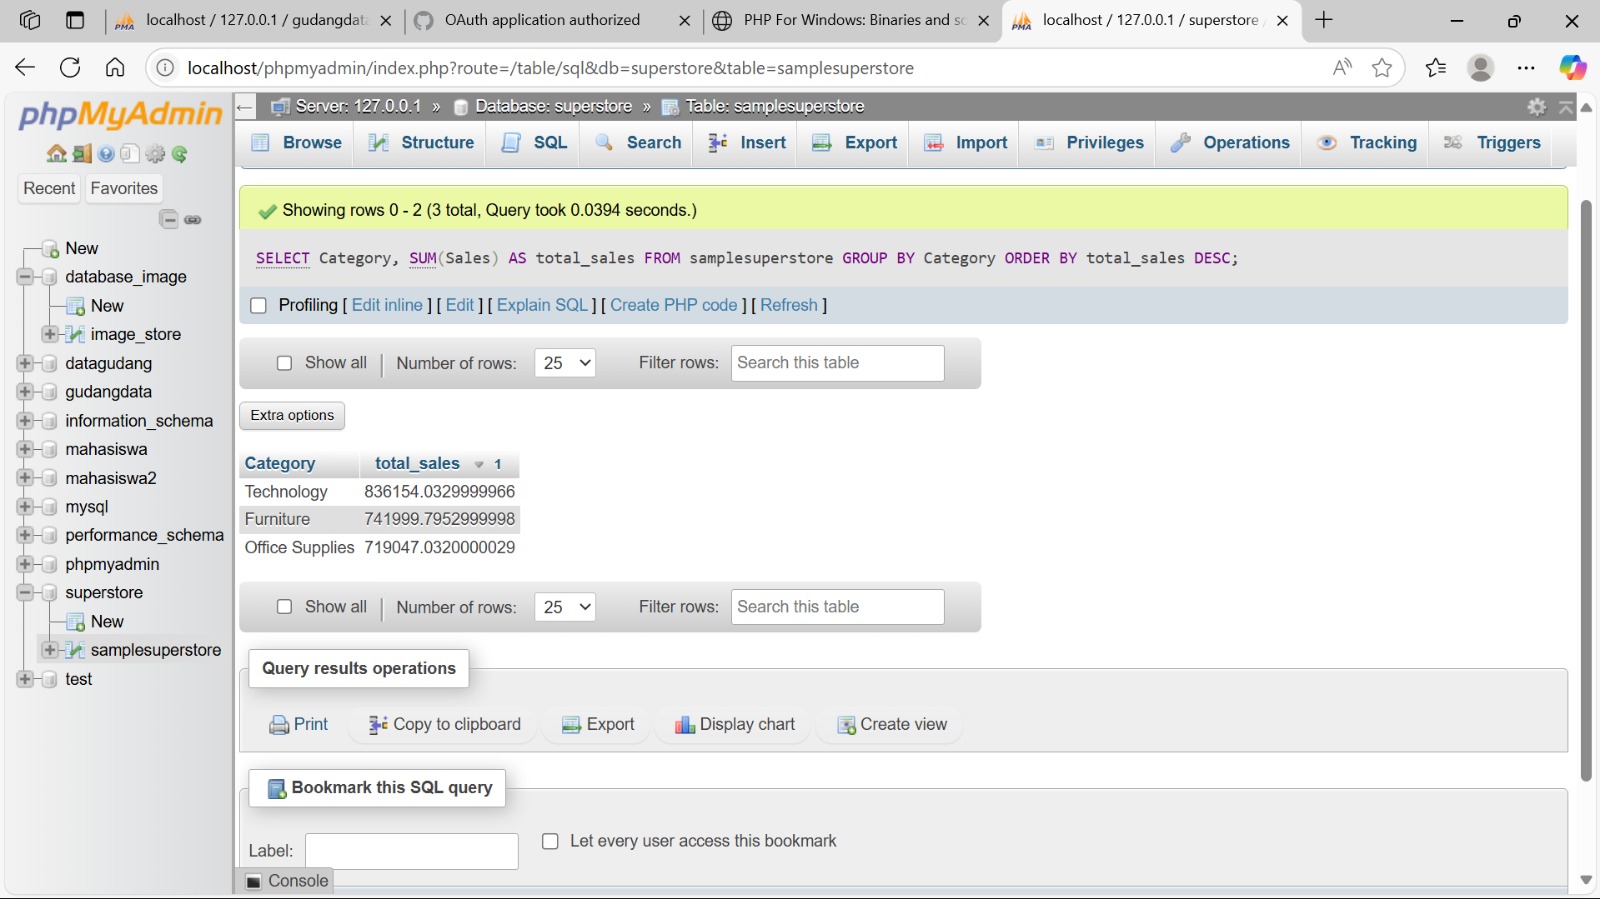 localhost / 127.0.0.1 / gudangdata
OAuth application authorized
PHP For Windows: Binaries and sc
localhost / 127.0.0.1 / superstore /
localhost/phpmyadmin/index.php?route=/table/sql&db=superstore&table=samplesuperstore
phpMyAdmin
Recent Favorites
New
database_image
New
image_store
datagudang
gudangdata
information_schema
mahasiswa
mahasiswa2
mysql
performance_schema
phpmyadmin
superstore
New
samplesuperstore
test
Server: 127.0.0.1 » Database: superstore » Table: samplesuperstore
Browse Structure SQL Search Insert Export Import Privileges Operations Tracking Triggers
Showing rows 0 - 2 (3 total, Query took 0.0394 seconds.)
SELECT Category, SUM(Sales) AS total_sales FROM samplesuperstore GROUP BY Category ORDER BY total_sales DESC;
Profiling [ Edit inline ] [ Edit ] [ Explain SQL ] [ Create PHP code ] [ Refresh ]
Show all | Number of rows: 25 Filter rows: Search this table
Extra options
Category total_sales 1
Technology 836154.0329999966
Furniture 741999.7952999998
Office Supplies 719047.0320000029
Show all | Number of rows: 25 Filter rows: Search this table
Query results operations
Print Copy to clipboard Export Display chart Create view
Bookmark this SQL query
Label: Let every user access this bookmark
Console